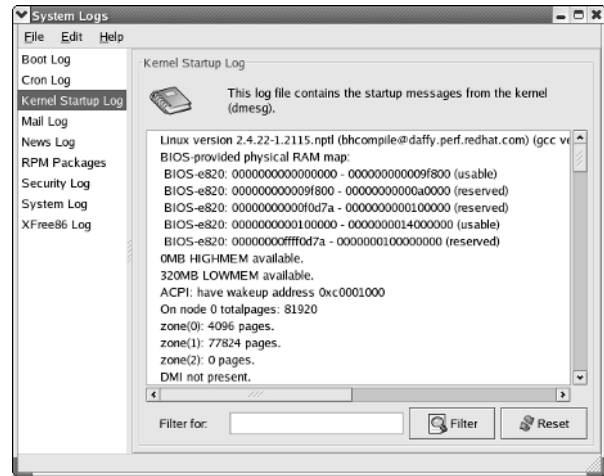 System Logs
File Edit Help
Boot Log
Cron Log
Kernel Startup Log
Mail Log
News Log
RPM Packages
Security Log
System Log
XFree86 Log
Kernel Startup Log
This log file contains the startup messages from the kernel
(dmesg).
Linux version 2.4.22-1.2115.nptl (bhcompile@daffy.perf.redhat.com) (gcc ve
BIOS-provided physical RAM map:
BIOS-e820: 0000000000000000 - 000000000009f800 (usable)
BIOS-e820: 000000000009f800 - 00000000000a0000 (reserved)
BIOS-e820: 00000000000f0d7a - 0000000000100000 (reserved)
BIOS-e820: 0000000000100000 - 0000000014000000 (usable)
BIOS-e820: 00000000ffff0d7a - 0000000100000000 (reserved)
0MB HIGHMEM available.
320MB LOWMEM available.
ACPI: have wakeup address 0xc0001000
On node 0 totalpages: 81920
zone(0): 4096 pages.
zone(1): 77824 pages.
zone(2): 0 pages.
DMI not present.
Filter for:
Filter
Reset